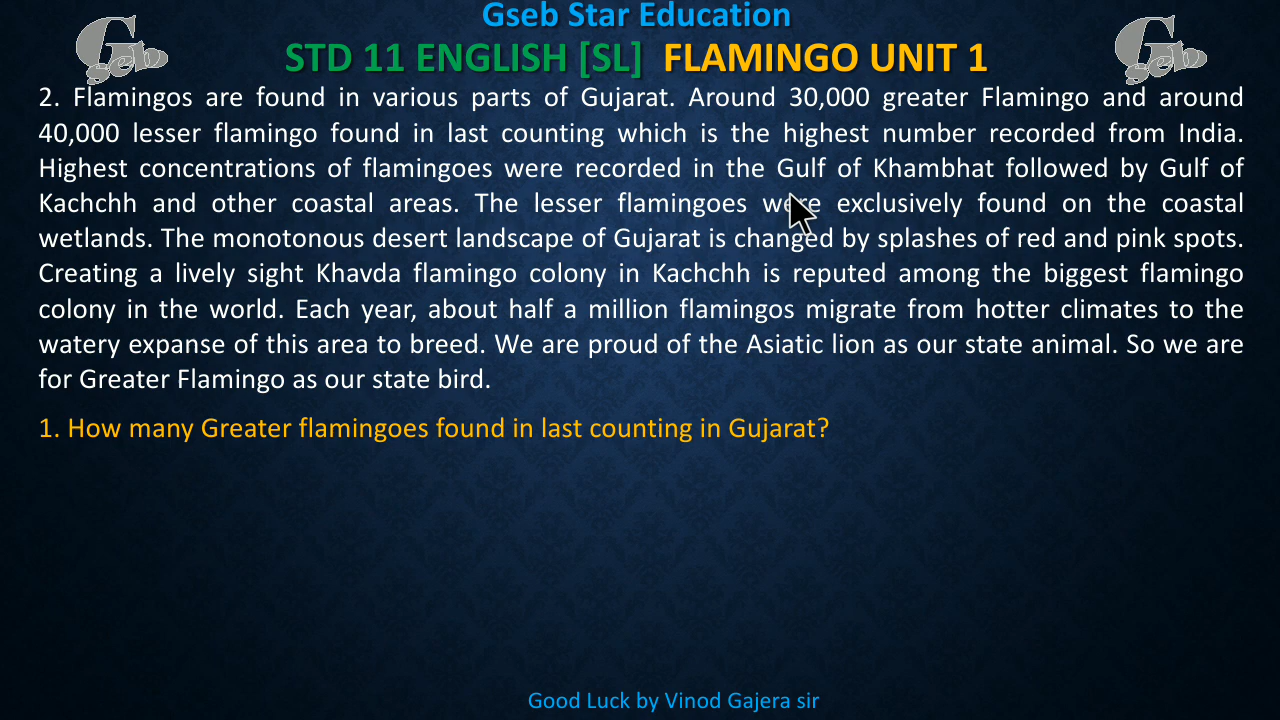 Gseb Star Education
STD 11 ENGLISH [SL] FLAMINGO UNIT 1
Gseb
Gseb
2. Flamingos are found in various parts of Gujarat. Around 30,000 greater Flamingo and around
40,000 lesser flamingo found in last counting which is the highest number recorded from India.
Highest concentrations of flamingoes were recorded in the Gulf of Khambhat followed by Gulf of
Kachchh and other coastal areas. The lesser flamingoes were exclusively found on the coastal
wetlands. The monotonous desert landscape of Gujarat is changed by splashes of red and pink spots.
Creating a lively sight Khavda flamingo colony in Kachchh is reputed among the biggest flamingo
colony in the world. Each year, about half a million flamingos migrate from hotter climates to the
watery expanse of this area to breed. We are proud of the Asiatic lion as our state animal. So we are
for Greater Flamingo as our state bird.
1. How many Greater flamingoes found in last counting in Gujarat?
Good Luck by Vinod Gajera sir